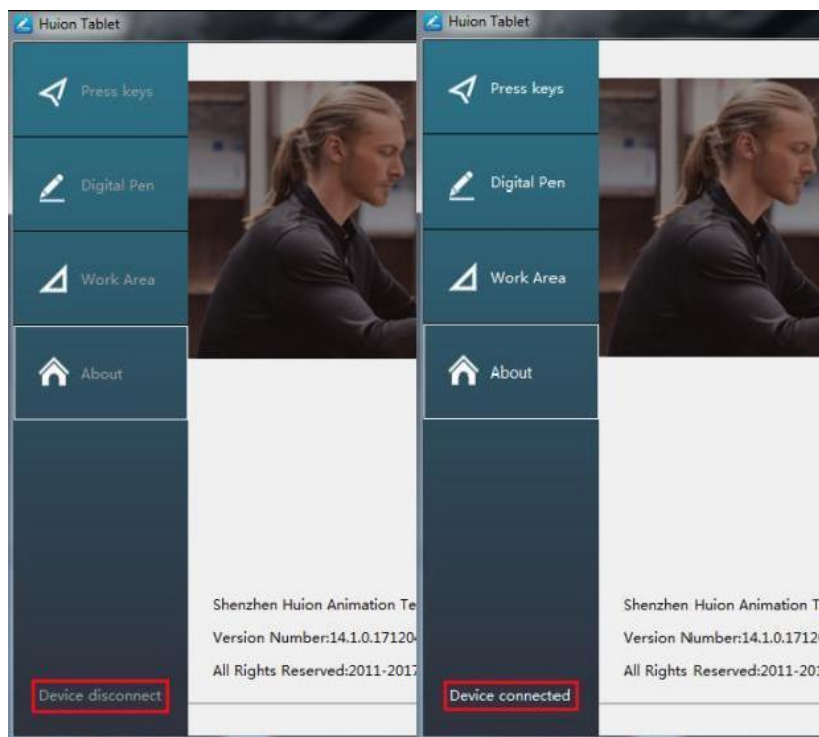 Huion Tablet
Press keys
Digital Pen
Work Area
About
Shenzhen Huion Animation Te
Version Number:14.1.0.17120
All Rights Reserved:2011-2017
Device disconnect
Huion Tablet
Press keys
Digital Pen
Work Area
About
Shenzhen Huion Animation T
Version Number:14.1.0.1712
All Rights Reserved:2011-201
Device connected